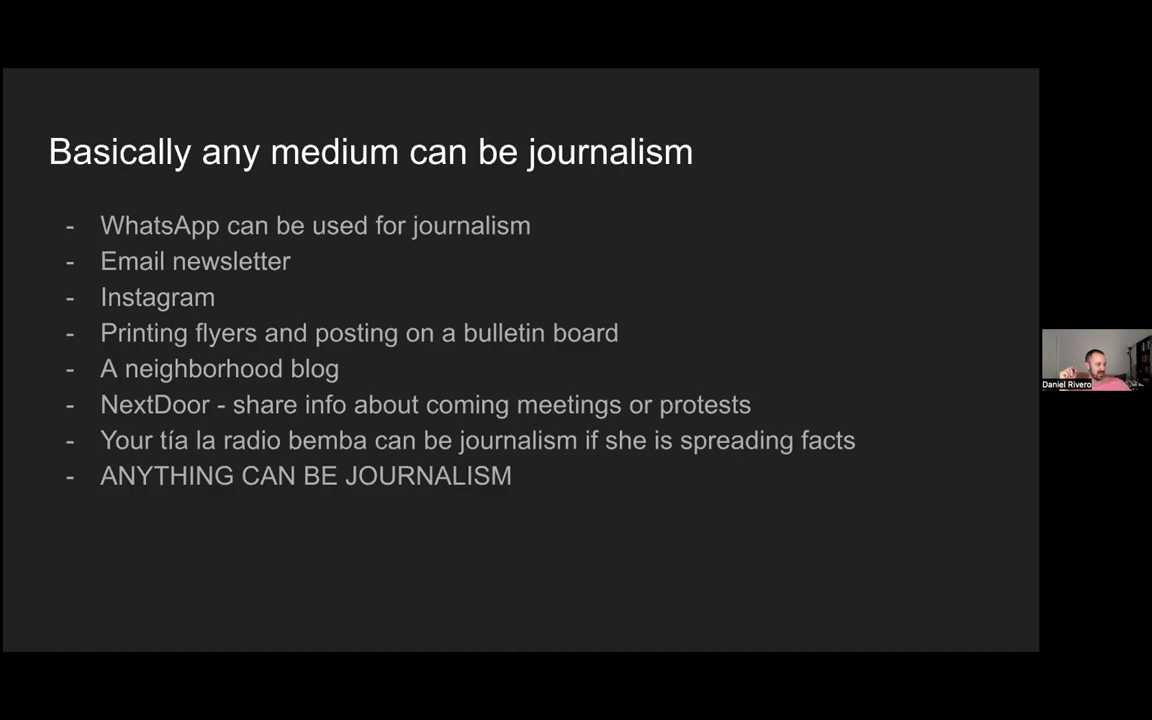 Basically any medium can be journalism
- WhatsApp can be used for journalism
- Email newsletter
- Instagram
- Printing flyers and posting on a bulletin board
- A neighborhood blog
- NextDoor - share info about coming meetings or protests
- Your tía la radio bemba can be journalism if she is spreading facts
- ANYTHING CAN BE JOURNALISM
Daniel Rivero